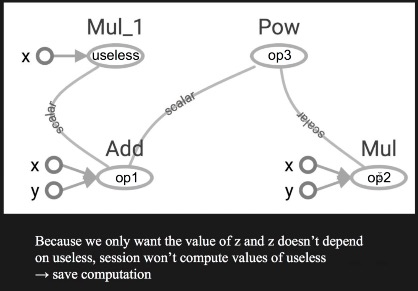 Mul_1
Pow
x
useless
op3
scalar
scalar
scalar
Add
Mul
x
x
op1
op2
y
y
Because we only want the value of z and z doesn't depend
on useless, session won't compute values of useless
→ save computation